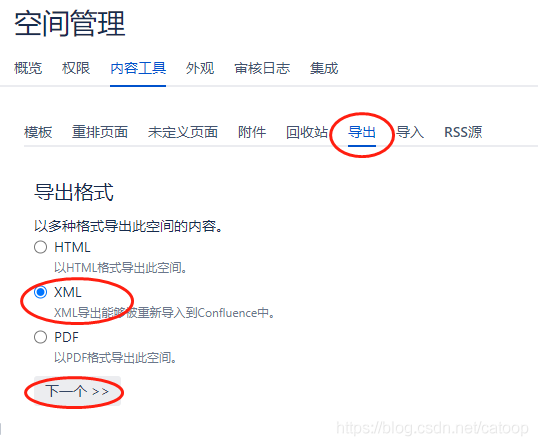 空间管理
概览 权限 内容工具 外观 审核日志 集成
模板 重排页面 未定义页面 附件 回收站 导出 导入 RSS源
导出格式
以多种格式导出此空间的内容。
HTML
以HTML格式导出此空间。
XML
XML导出能够被重新导入到Confluence中。
PDF
以PDF格式导出此空间。
下一个 >>
https://blog.csdn.net/catoop